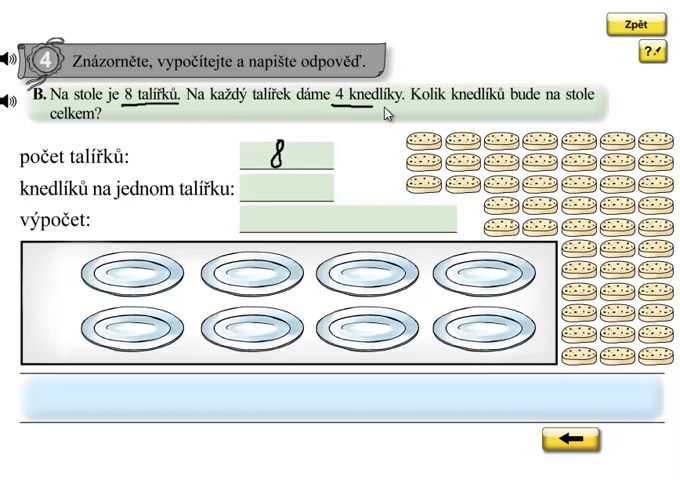 Zpět
?
4 Znázorněte, vypočítejte a napište odpověď.
B. Na stole je 8 talířků. Na každý talířek dáme 4 knedlíky. Kolik knedlíků bude na stole
celkem?
počet talířků: 8
knedlíků na jednom talířku:
výpočet: